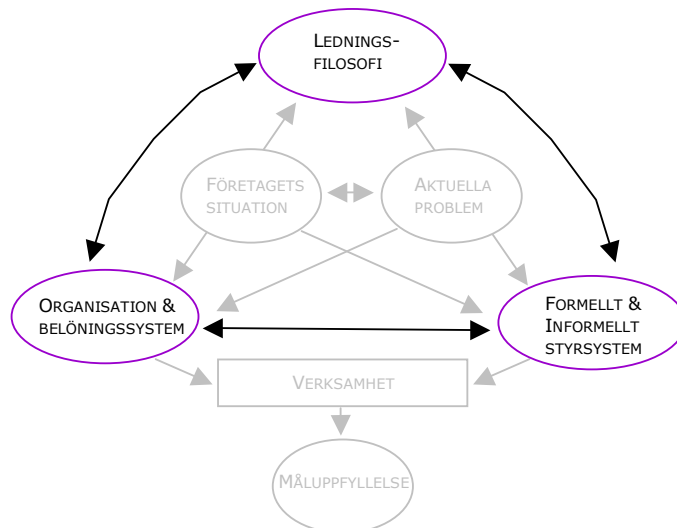 LEDNINGS-
FILOSOFI
FÖRETAGETS
SITUATION
AKTUELLA
PROBLEM
ORGANISATION &
BELÖNINGSSYSTEM
FORMELLT &
INFORMELLT
STYRSYSTEM
VERKSAMHET
MÅLUPPFYLLELSE